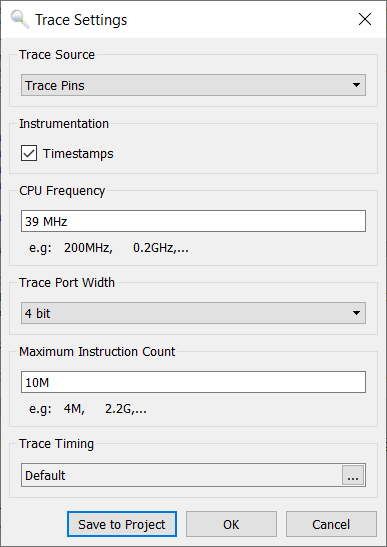 Trace Settings
Trace Source
Trace Pins
Instrumentation
Timestamps
CPU Frequency
39 MHz
e.g: 200MHz, 0.2GHz,...
Trace Port Width
4 bit
Maximum Instruction Count
10M
e.g: 4M, 2.2G,...
Trace Timing
Default ...
Save to Project OK Cancel